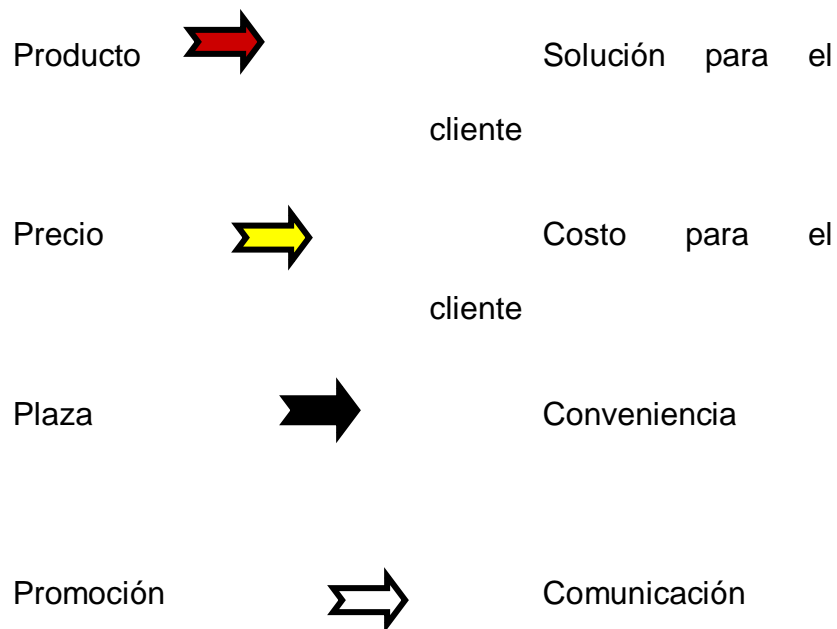 Producto Solución para el
cliente
Precio Costo para el
cliente
Plaza Conveniencia
Promoción Comunicación